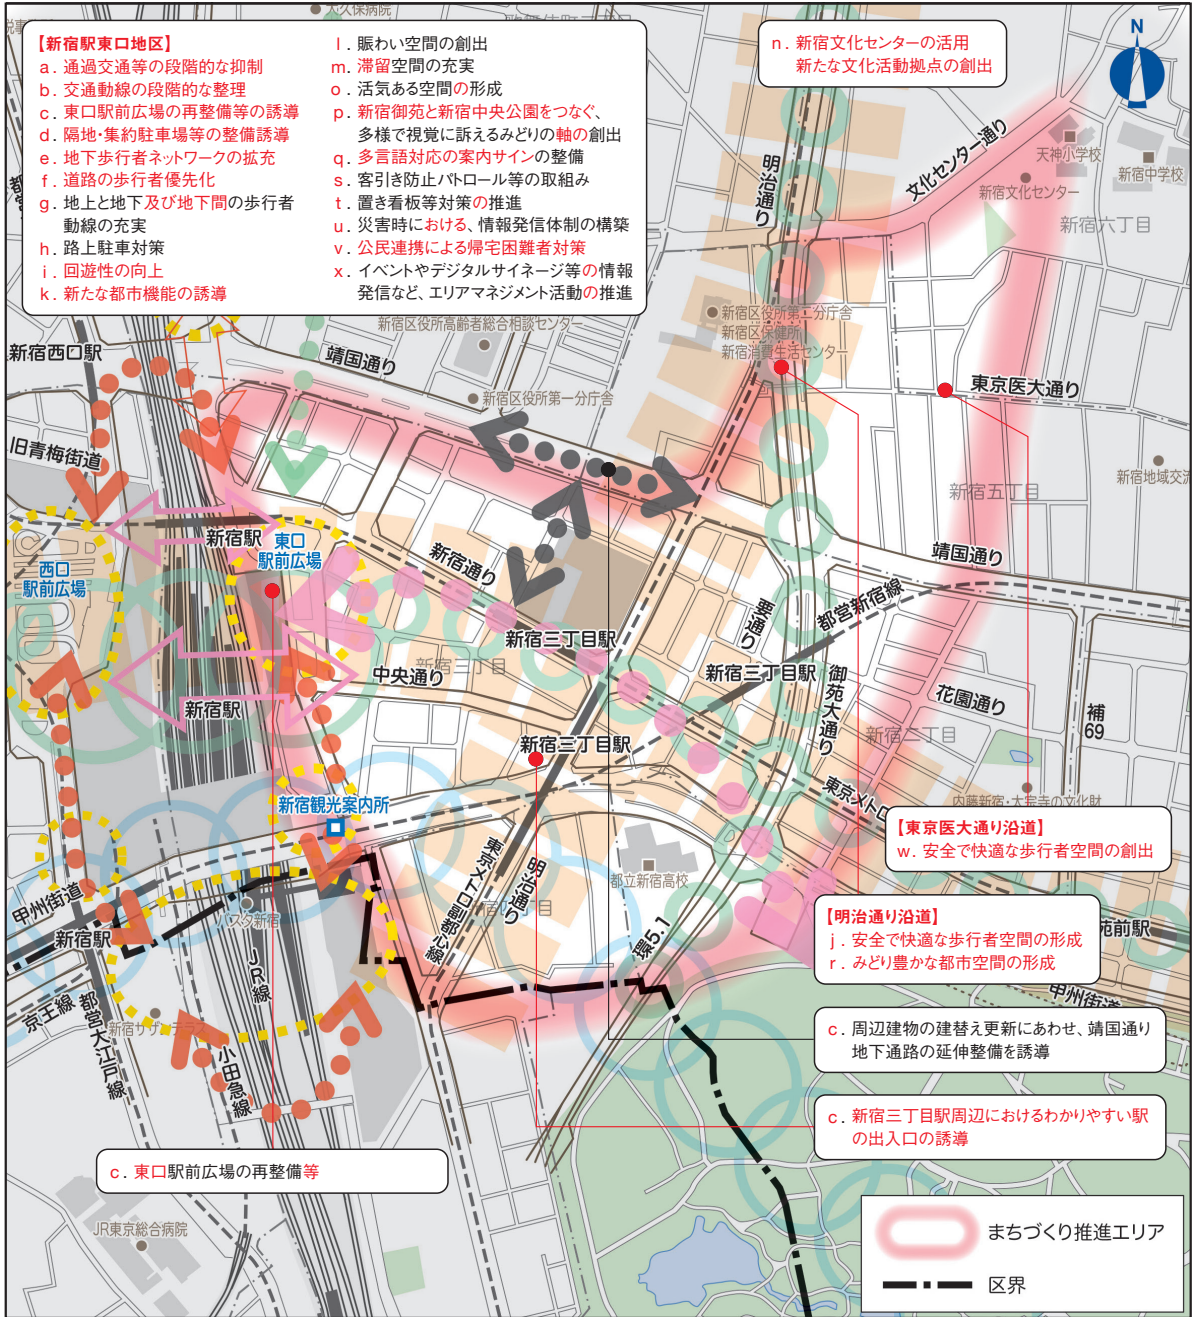 大久保病院
【新宿駅東口地区】
a．通過交通等の段階的な抑制
b．交通動線の段階的な整理
c．東口駅前広場の再整備等の誘導
d．隔地・集約駐車場等の整備誘導
e．地下歩行者ネットワークの拡充
f．道路の歩行者優先化
g．地上と地下及び地下間の歩行者
動線の充実
h．路上駐車対策
i．回遊性の向上
k．新たな都市機能の誘導
l．賑わい空間の創出
m．滞留空間の充実
o．活気ある空間の形成
p．新宿御苑と新宿中央公園をつなぐ、
多様で視覚に訴えるみどりの軸の創出
q．多言語対応の案内サインの整備
s．客引き防止パトロール等の取組み
t．置き看板等対策の推進
u．災害時における、情報発信体制の構築
v．公民連携による帰宅困難者対策
x．イベントやデジタルサイネージ等の情報
発信など、エリアマネジメント活動の推進
n．新宿文化センターの活用
新たな文化活動拠点の創出
N
明治通り
文化センター通り
天神小学校
新宿中学校
新宿文化センター
新宿六丁目
新宿区役所第二分庁舎
新宿区保健所
新宿消費生活センター
新宿区役所高齢者総合相談センタ
新宿西口駅
靖国通り
新宿区役所第一分庁舎
東京医大通り
旧青梅街道
新宿地域交流
新宿五丁目
新宿駅
東口
駅前広場
西口
駅前広場
新宿通り
靖国通り
要通り
都営新宿線
新宿三丁目駅
新宿三丁目
新宿三丁目駅
中央通り
御苑大通り
花園通り
新宿駅
新宿二丁目
補
69
新宿三丁目駅
新宿観光案内所
東京メトロ
内藤新宿・太宗寺の文化財
【東京医大通り沿道】
w．安全で快適な歩行者空間の創出
都立新宿高校
明治通り
東京メトロ副都心線
新宿四丁目
甲州街道
バスタ新宿
新宿駅
JR線
環5．1
【明治通り沿道】
j．安全で快適な歩行者空間の形成
r．みどり豊かな都市空間の形成
苑前駅
甲州街道
京王線
都営大江戸線
新宿サザンテラス
小田急線
c．周辺建物の建替え更新にあわせ、靖国通り
地下通路の延伸整備を誘導
c．新宿三丁目駅周辺におけるわかりやすい駅
の出入口の誘導
c．東口駅前広場の再整備等
JR東京総合病院
まちづくり推進エリア
区界